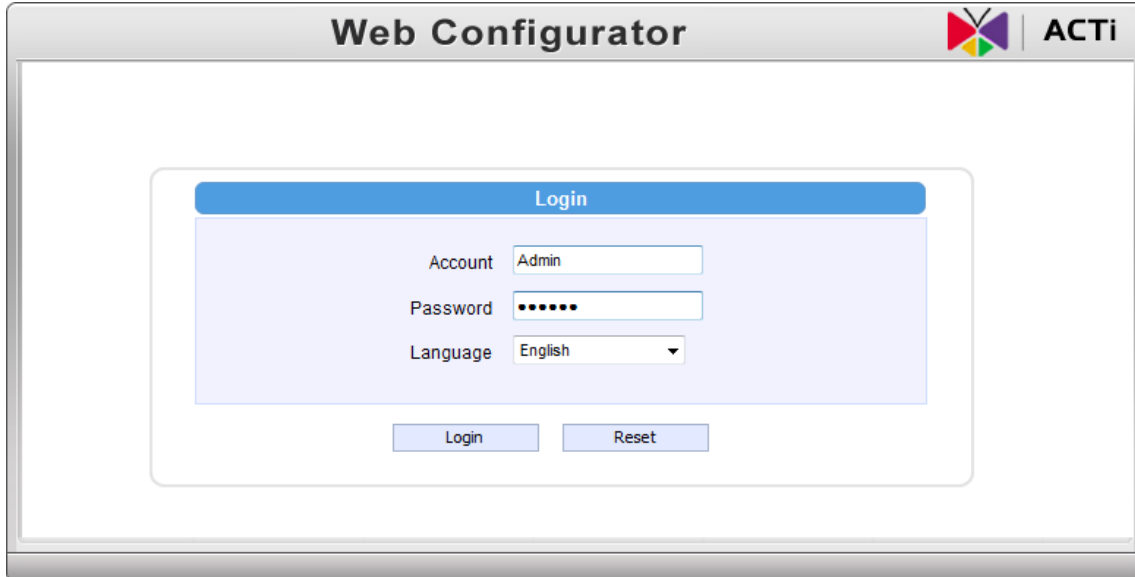 Web Configurator
ACTi
Login
Account Admin
Password ••••••
Language English
Login Reset